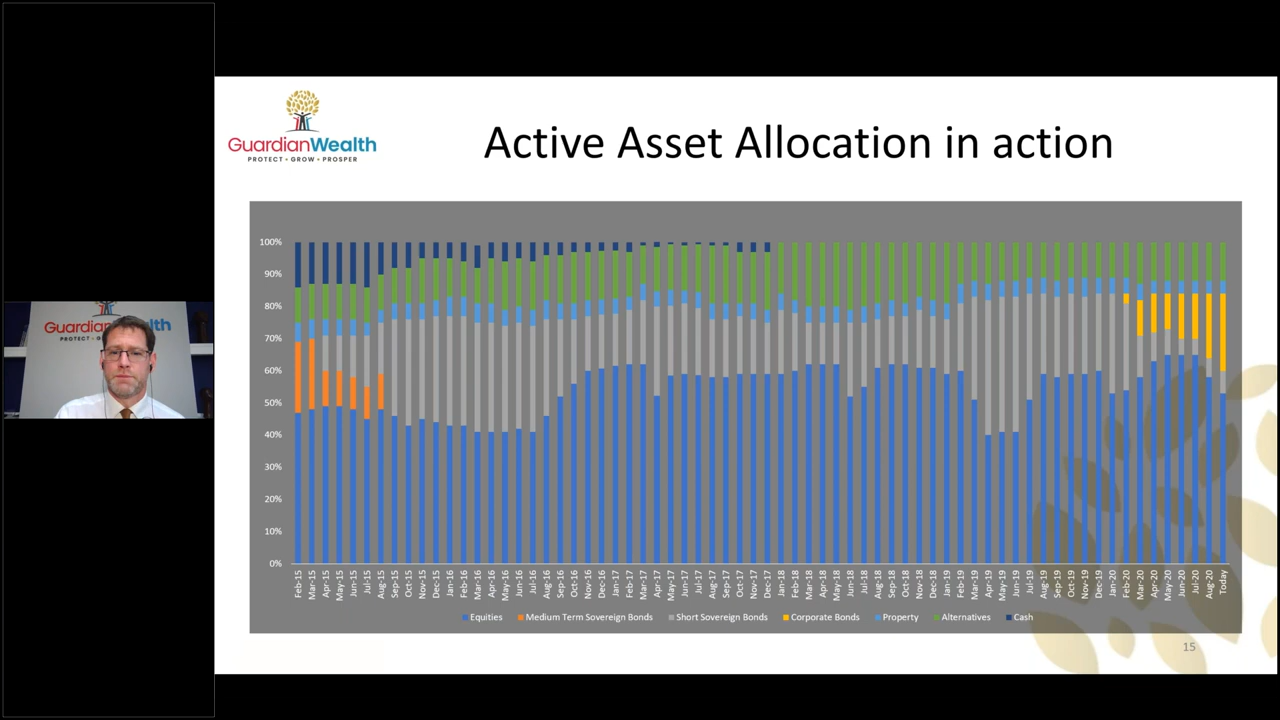 GuardianWealth
PROTECT • GROW • PROSPER
Active Asset Allocation in action
100%
90%
80%
70%
60%
50%
40%
30%
20%
10%
0%
Feb-15
Mar-15
Apr-15
May-15
Jun-15
Jul-15
Aug-15
Sep-15
Oct-15
Nov-15
Dec-15
Jan-16
Feb-16
Mar-16
Apr-16
May-16
Jun-16
Jul-16
Aug-16
Sep-16
Oct-16
Nov-16
Dec-16
Jan-17
Feb-17
Mar-17
Apr-17
May-17
Jun-17
Jul-17
Aug-17
Sep-17
Oct-17
Nov-17
Dec-17
Jan-18
Feb-18
Mar-18
Apr-18
May-18
Jun-18
Jul-18
Aug-18
Sep-18
Oct-18
Nov-18
Dec-18
Jan-19
Feb-19
Mar-19
Apr-19
May-19
Jun-19
Jul-19
Aug-19
Sep-19
Oct-19
Nov-19
Dec-19
Jan-20
Feb-20
Mar-20
Apr-20
May-20
Jun-20
Jul-20
Aug-20
Today
Equities Medium Term Sovereign Bonds Short Sovereign Bonds Corporate Bonds Property Alternatives Cash
15